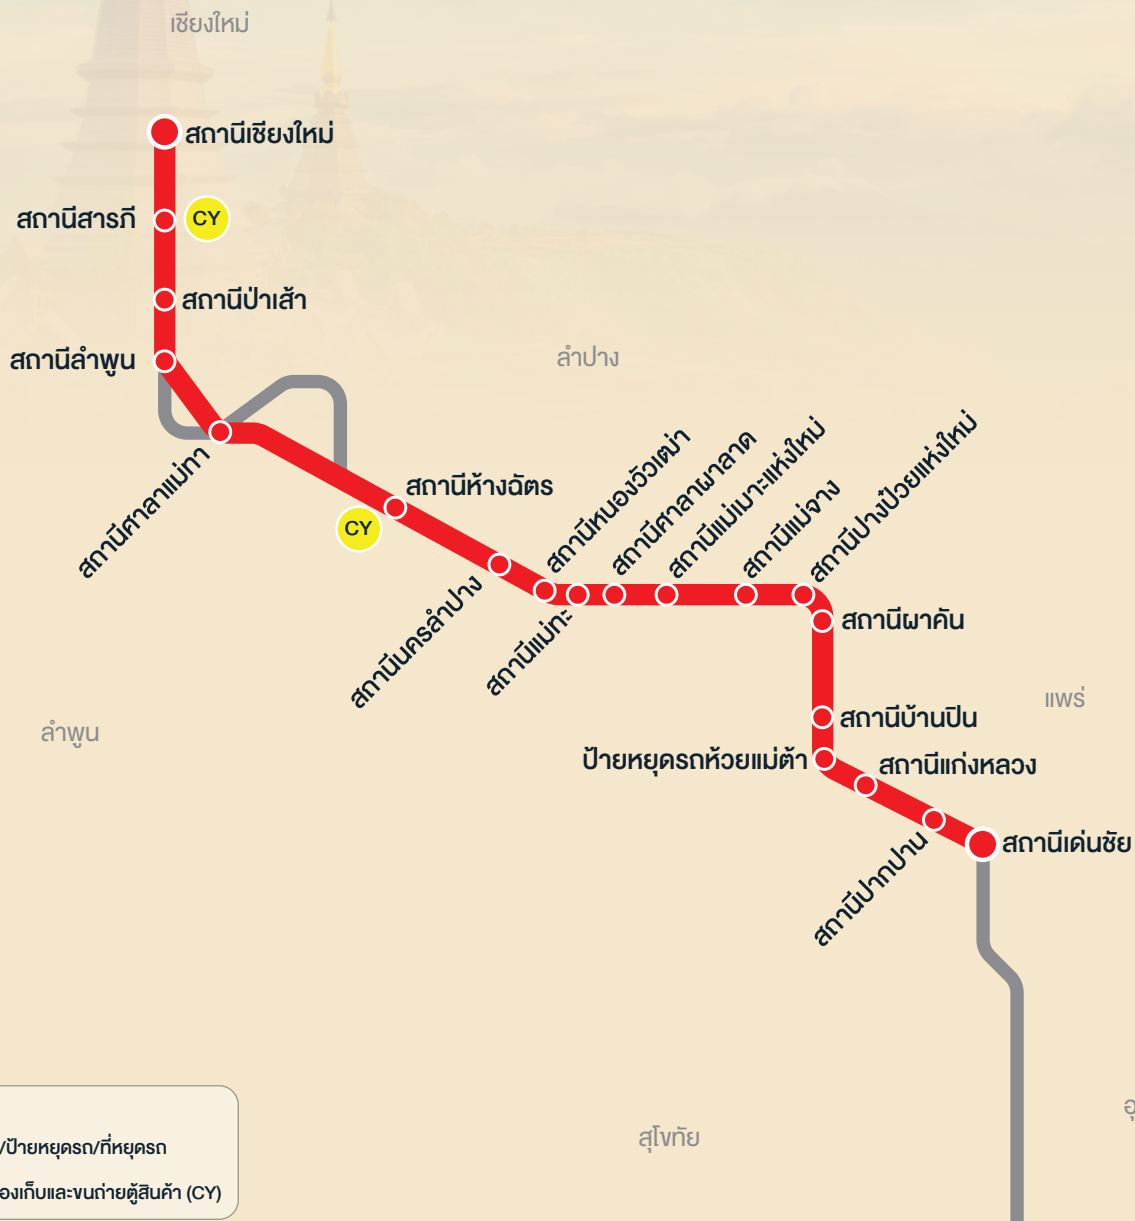 เชียงใหม่
สถานีเชียงใหม่
สถานีสารภี
CY
สถานีป่าเส้า
สถานีลำพูน
ลำปาง
สถานีศาลาแม่ทา
สถานีห้างฉัตร
CY
สถานีนครลำปาง
สถานีหนองวัวเฒ่า
สถานีแม่ทะ
สถานีศาลาผาลาด
สถานีแม่เมาะแห่งใหม่
สถานีแม่จาง
สถานีปางป๋วยแห่งใหม่
สถานีผาคัน
แพร่
สถานีบ้านปิน
ลำพูน
ป้ายหยุดรถห้วยแม่ต้า
สถานีแก่งหลวง
สถานีปากปาน
สถานีเด่นชัย
อุ
สุโขทัย
/ป้ายหยุดรถ/ที่หยุดรถ
องเก็บและขนถ่ายตู้สินค้า (CY)